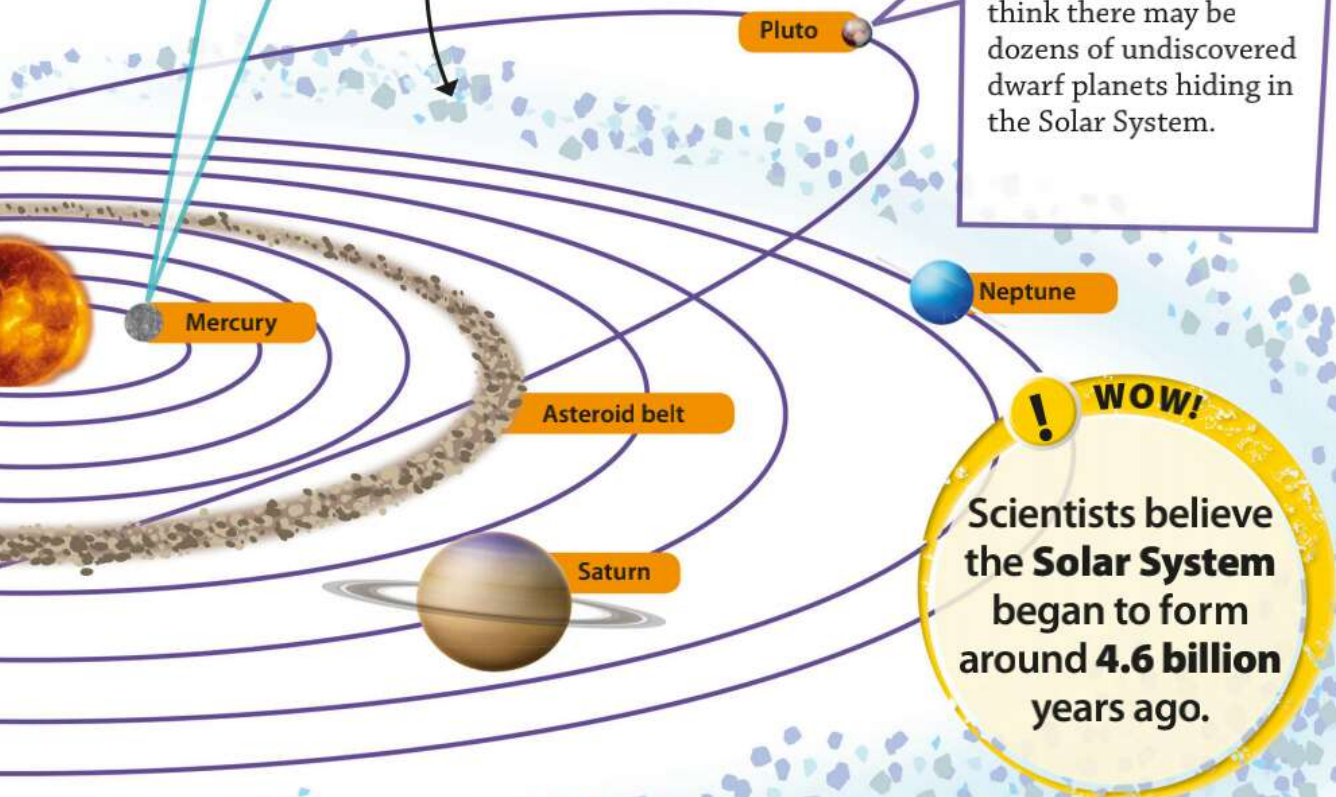 Pluto
think there may be
dozens of undiscovered
dwarf planets hiding in
the Solar System.
Neptune
Mercury
Asteroid belt
! WOW!
Scientists believe
the Solar System
began to form
around 4.6 billion
years ago.
Saturn